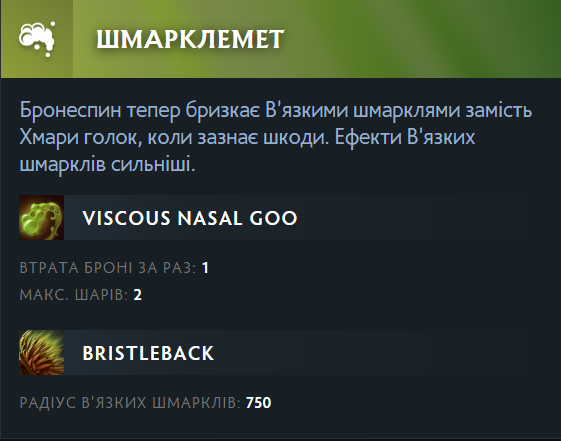 ШМАРКЛЕМЕТ
Бронеспин тепер бризкає В'язкими шмарклями замість
Хмари голок, коли зазнає шкоди. Ефекти В'язких
шмарклів сильніші.
VISCOUS NASAL GOO
ВТРАТА БРОНІ ЗА РАЗ: 1
МАКС. ШАРІВ: 2
BRISTLEBACK
РАДІУС В'ЯЗКИХ ШМАРКЛІВ: 750